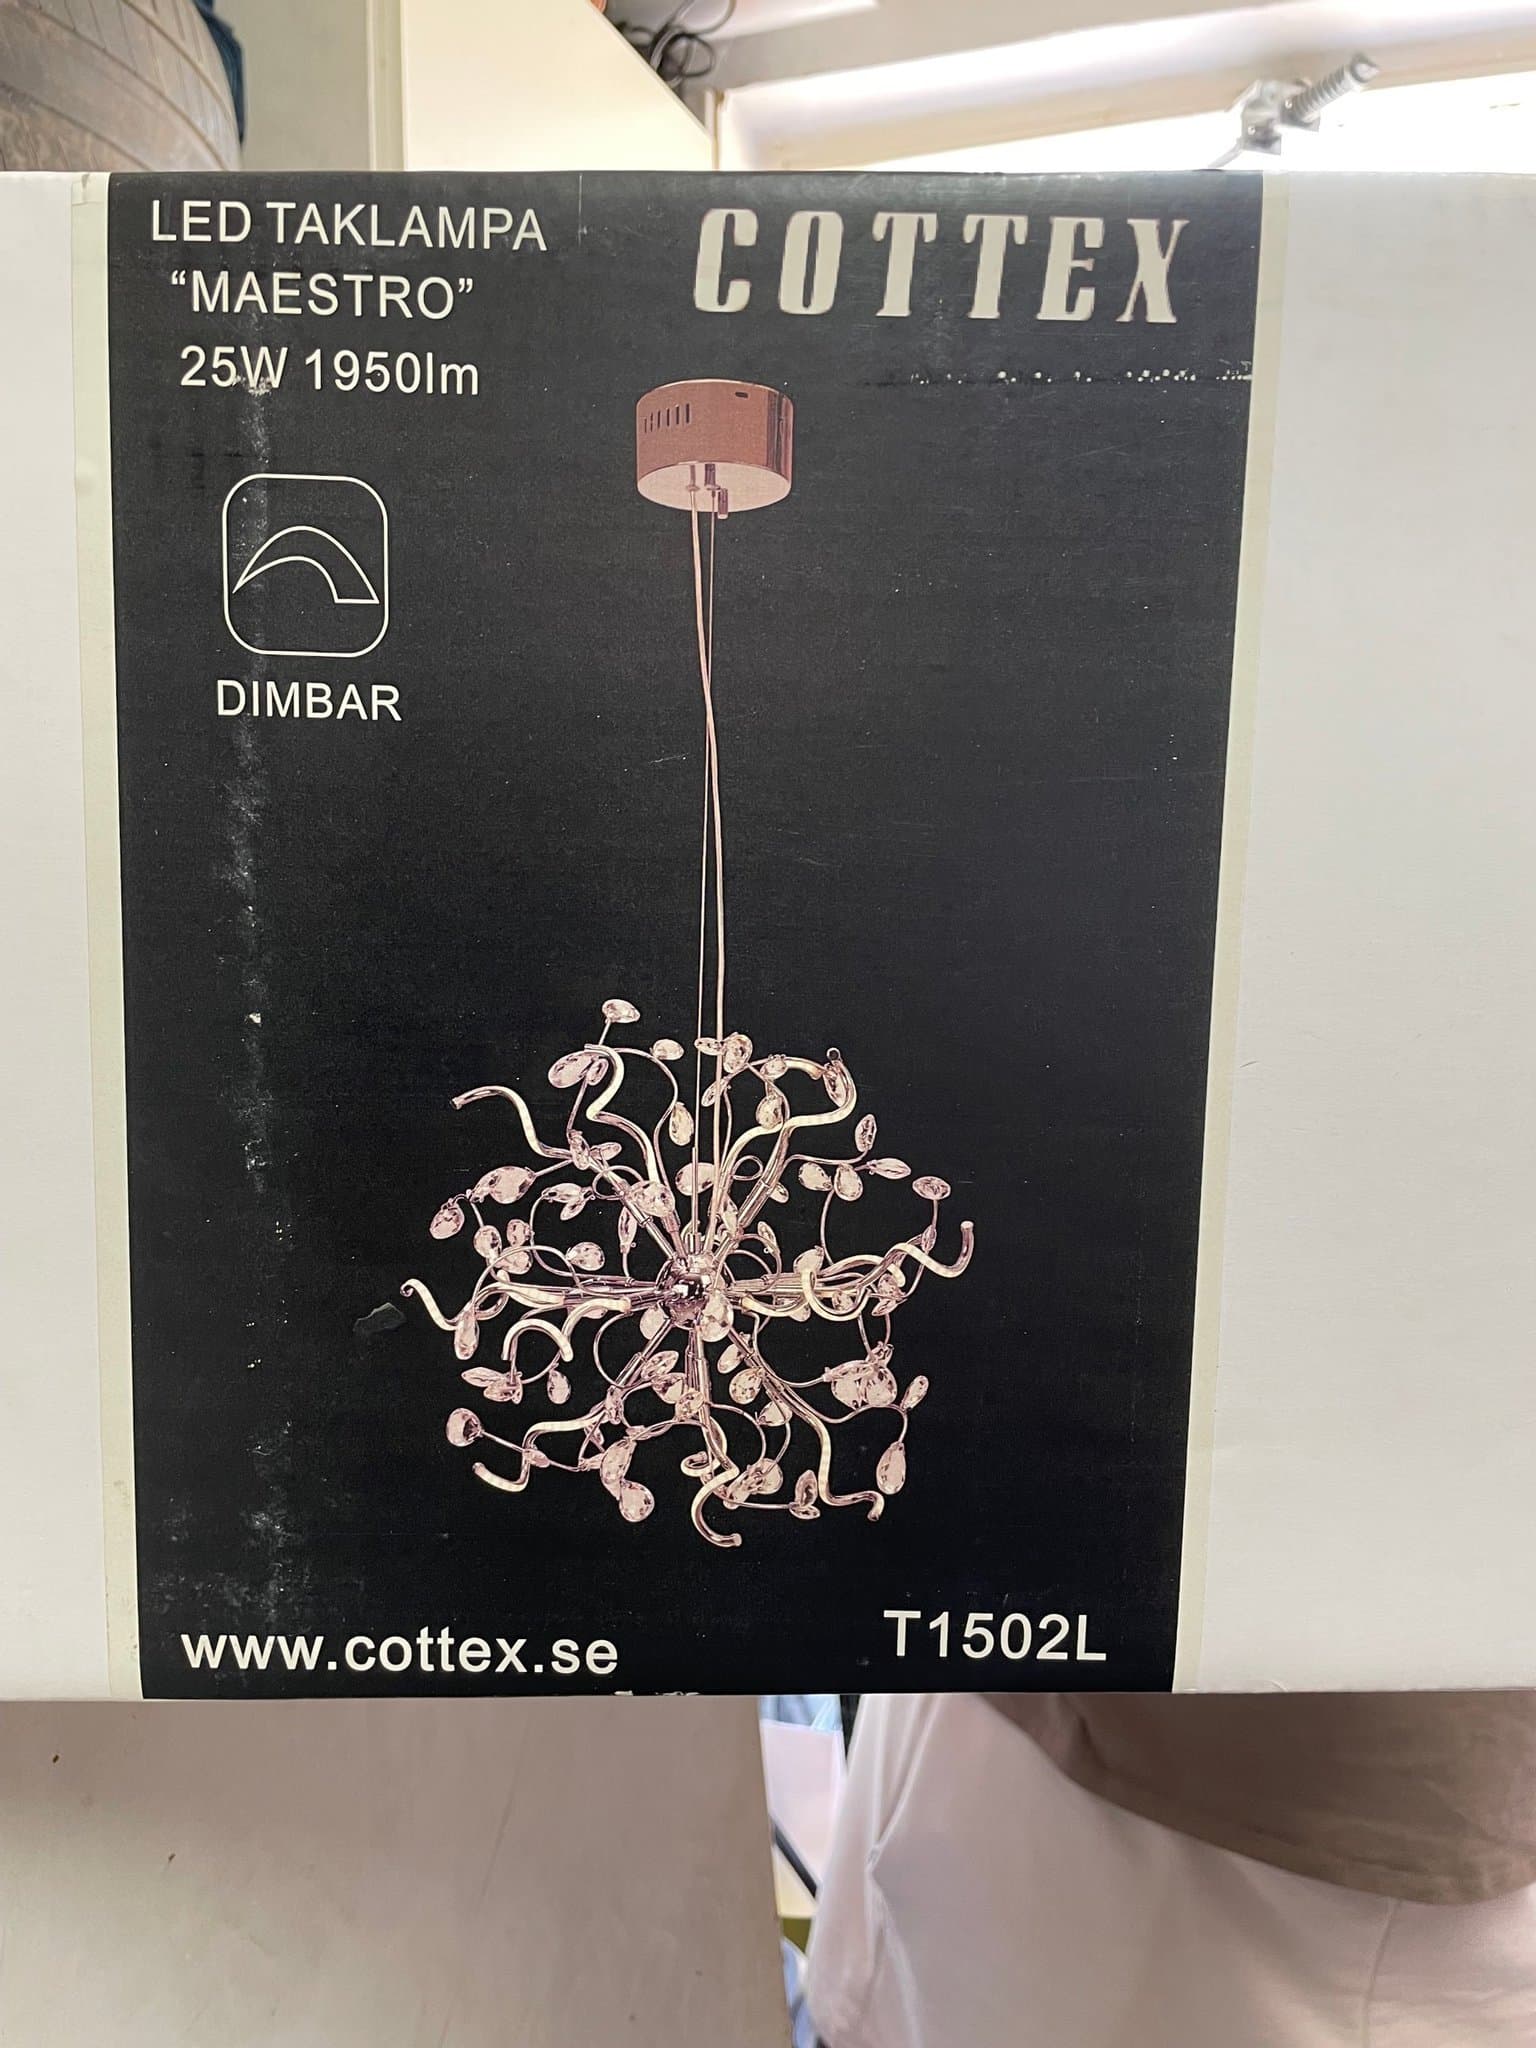 LED TAKLAMPA
“MAESTRO”
25W 1950lm
COTTEX
DIMBAR
www.cottex.se
T1502L